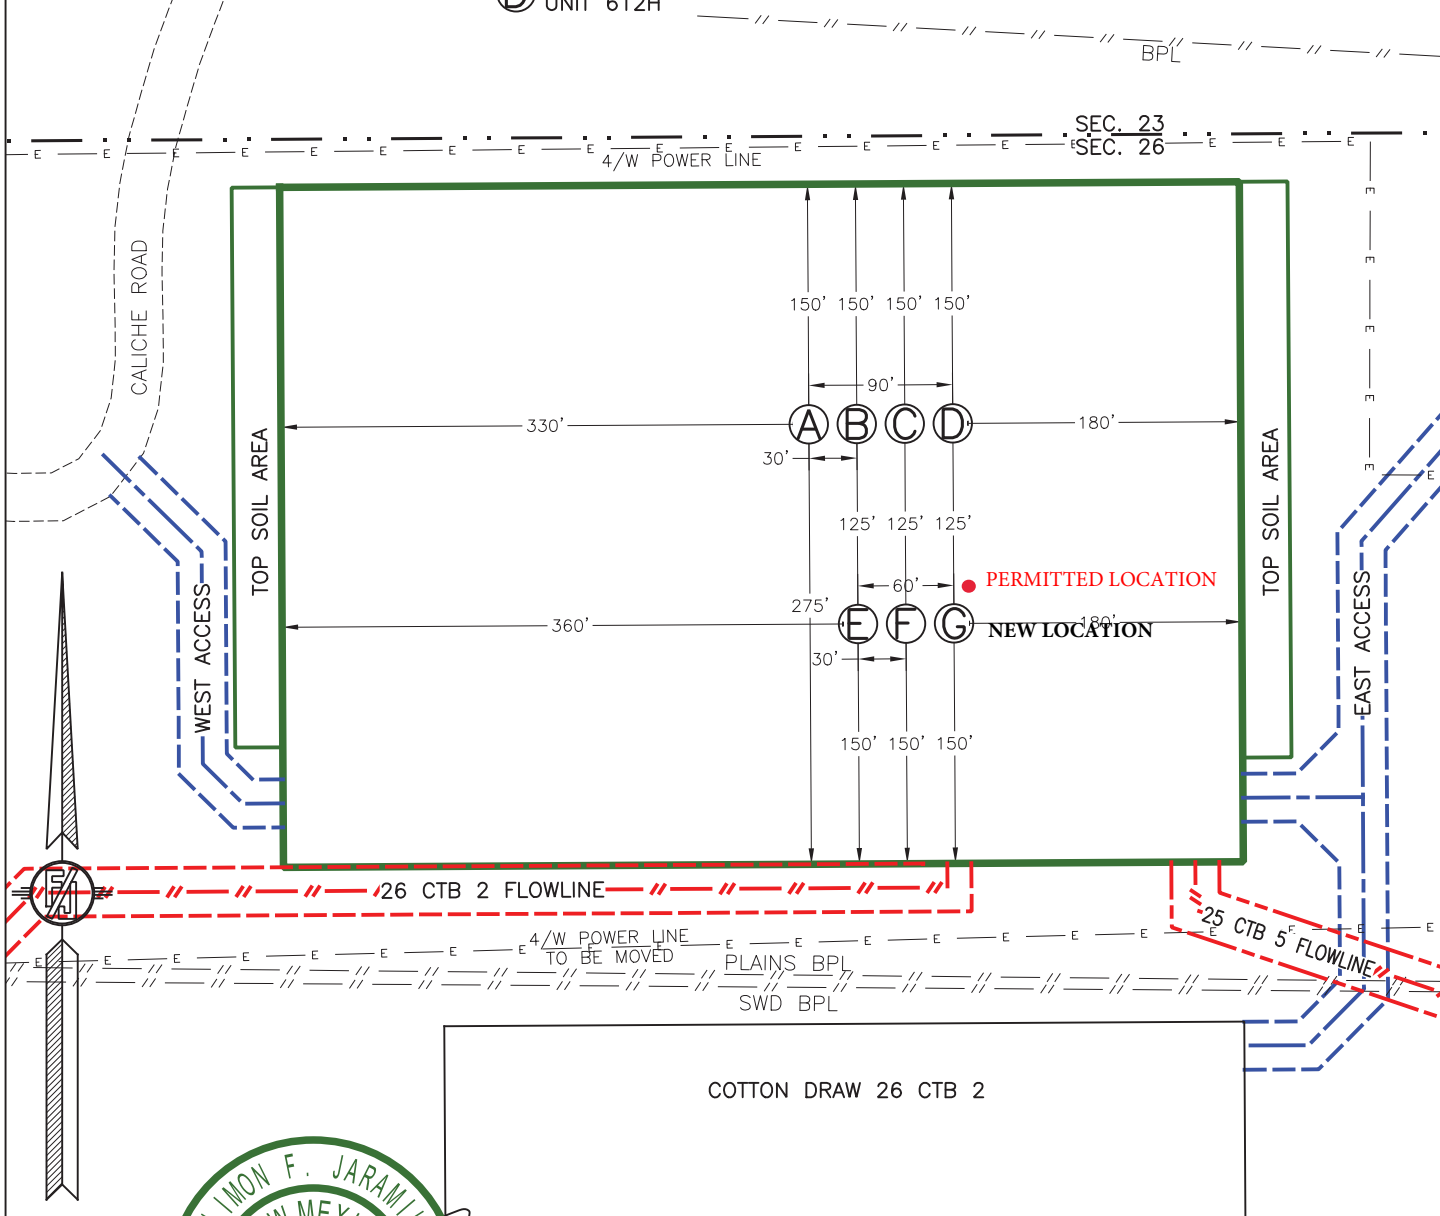 UNIT 612H
BPL
SEC. 23
SEC. 26
4/W POWER LINE
E E E E E E E E E E E E E E E E
CALICHE ROAD
150' 150' 150' 150'
90'
330' A B C D 180'
30'
125' 125' 125'
60' PERMITTED LOCATION
275'
360' E F G 180'
NEW LOCATION
30'
150' 150' 150'
TOP SOIL AREA
TOP SOIL AREA
WEST ACCESS
EAST ACCESS
26 CTB 2 FLOWLINE
25 CTB 5 FLOWLINE
4/W POWER LINE
TO BE MOVED
PLAINS BPL
SWD BPL
COTTON DRAW 26 CTB 2
IMON F. JARAMI